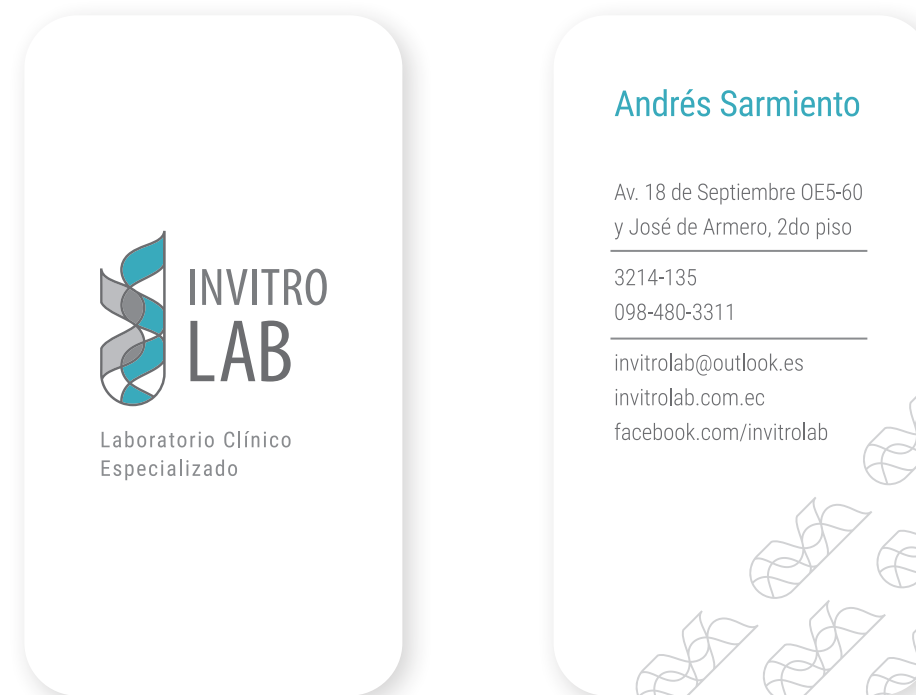 INVITRO
LAB
Laboratorio Clínico
Especializado
Andrés Sarmiento
Av. 18 de Septiembre OE5-60
y José de Armero, 2do piso
3214-135
098-480-3311
invitrolab@outlook.es
invitrolab.com.ec
facebook.com/invitrolab